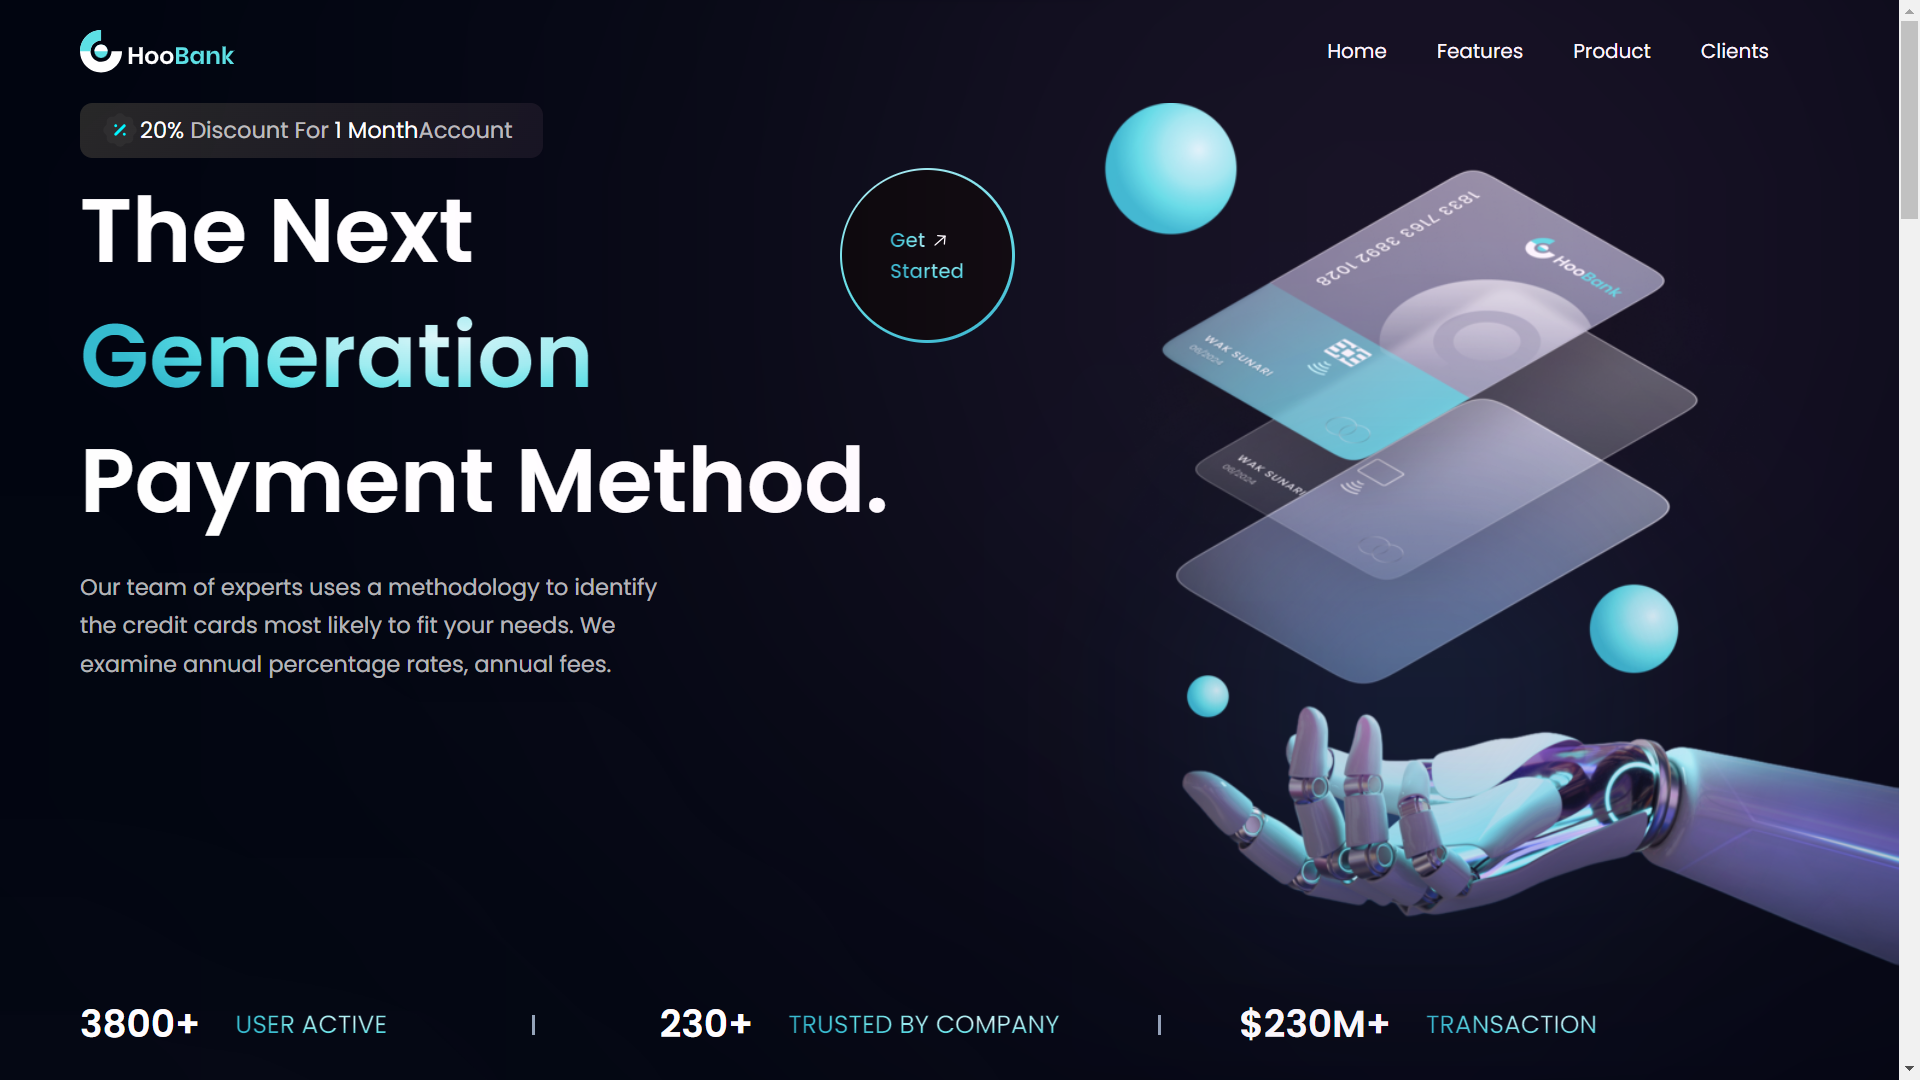 HooBank
Home
Features
Product
Clients
20% Discount For 1 MonthAccount
The Next
Generation
Payment Method.
Get
Started
Our team of experts uses a methodology to identify
the credit cards most likely to fit your needs. We
examine annual percentage rates, annual fees.
1833 7163 3892 1028
HooBank
WAK SUNARI
06/2024
WAK SUNARI
06/2024
3800+ USER ACTIVE
230+ TRUSTED BY COMPANY
$230M+ TRANSACTION